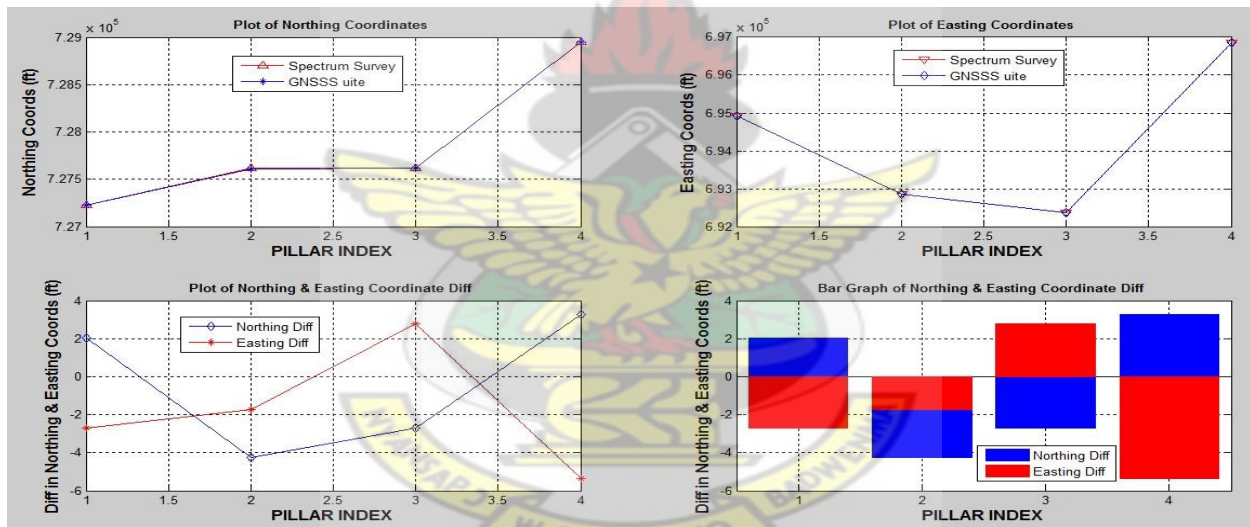 Plot of Northing Coordinates
× 10⁵
7.29
7.285
7.28
7.275
7.27
Northing Coords (ft)
Spectrum Survey
GNSSS uite
1 1.5 2 2.5 3 3.5 4
PILLAR INDEX
Plot of Easting Coordinates
× 10⁵
6.97
6.96
6.95
6.94
6.93
6.92
Easting Coords (ft)
Spectrum Survey
GNSSS uite
1 1.5 2 2.5 3 3.5 4
PILLAR INDEX
Plot of Northing & Easting Coordinate Diff
4
2
0
-2
-4
-6
Diff in Northing & Easting Coords (ft)
Northing Diff
Easting Diff
1 1.5 2 2.5 3 3.5 4
PILLAR INDEX
Bar Graph of Northing & Easting Coordinate Diff
4
2
0
-2
-4
-6
Diff in Northing & Easting Coords (ft)
Northing Diff
Easting Diff
1 2 3 4
PILLAR INDEX
NYANSAPO
BADWENMA